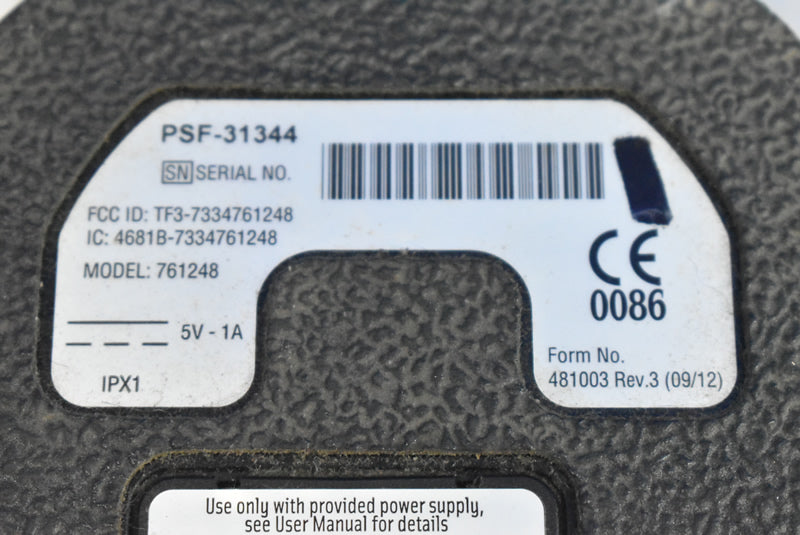 PSF-31344
SN SERIAL NO.
FCC ID: TF3-7334761248
IC: 4681B-7334761248
MODEL: 761248
5V - 1A
IPX1
CE
0086
Form No.
481003 Rev.3 (09/12)
Use only with provided power supply,
see User Manual for details